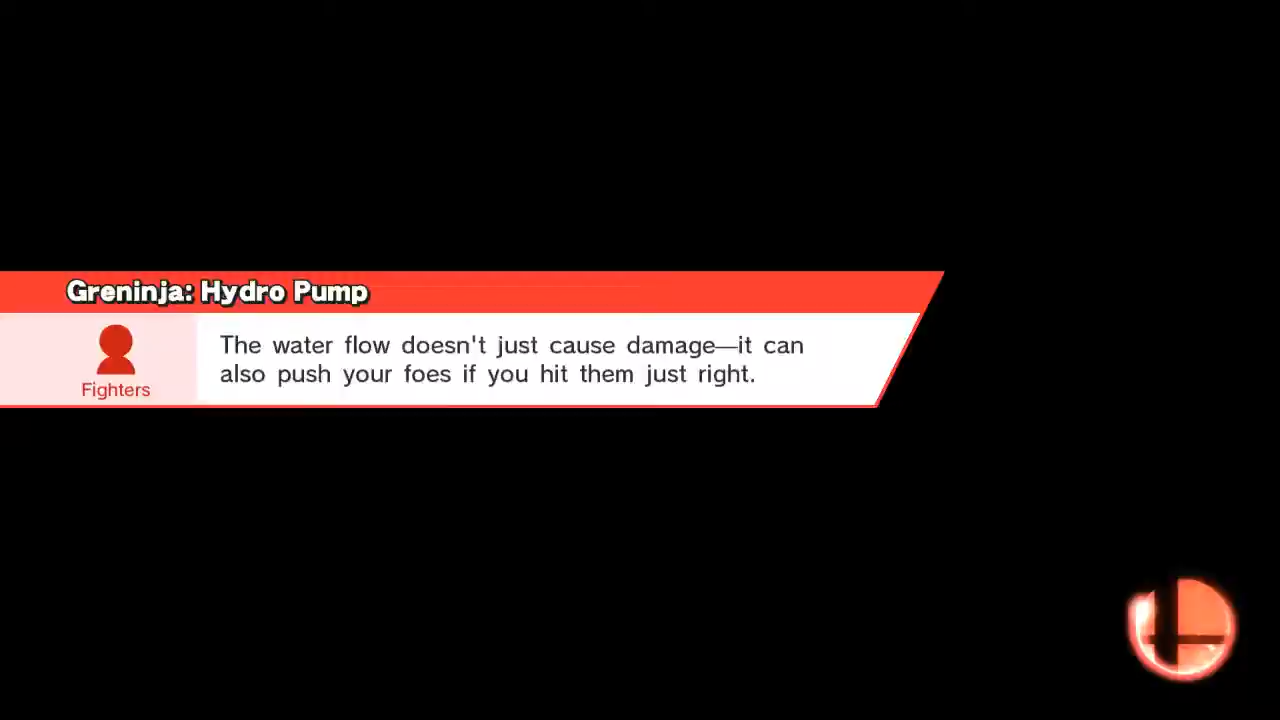 Greninja: Hydro Pump
The water flow doesn't just cause damage—it can
also push your foes if you hit them just right.
Fighters